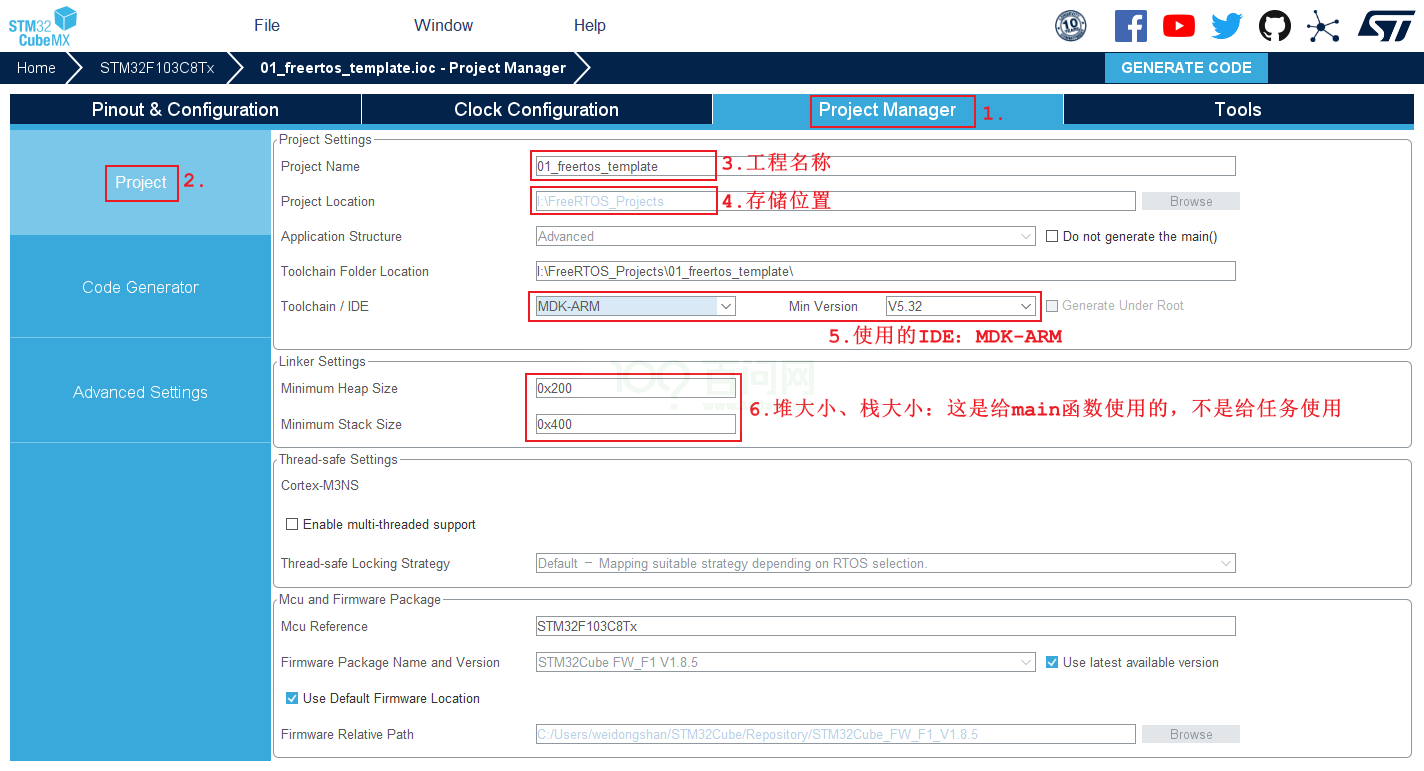 STM32 CubeMX
File Window Help
10
Home STM32F103C8Tx 01_freertos_template.ioc - Project Manager GENERATE CODE
Pinout & Configuration Clock Configuration Project Manager 1. Tools
Project 2.
Code Generator
Advanced Settings
Project Settings
Project Name 01_freertos_template 3.工程名称
Project Location I:\FreeRTOS_Projects 4.存储位置 Browse
Application Structure Advanced Do not generate the main()
Toolchain Folder Location I:\FreeRTOS_Projects\01_freertos_template\
Toolchain / IDE MDK-ARM Min Version V5.32 Generate Under Root
5.使用的IDE：MDK-ARM
Linker Settings
百问网
Minimum Heap Size 0x200
6.堆大小、栈大小：这是给main函数使用的，不是给任务使用
Minimum Stack Size 0x400
Thread-safe Settings
Cortex-M3NS
Enable multi-threaded support
Thread-safe Locking Strategy Default － Mapping suitable strategy depending on RTOS selection.
Mcu and Firmware Package
Mcu Reference STM32F103C8Tx
Firmware Package Name and Version STM32Cube FW_F1 V1.8.5 Use latest available version
Use Default Firmware Location
Firmware Relative Path C:/Users/weidongshan/STM32Cube/Repository/STM32Cube_FW_F1_V1.8.5 Browse